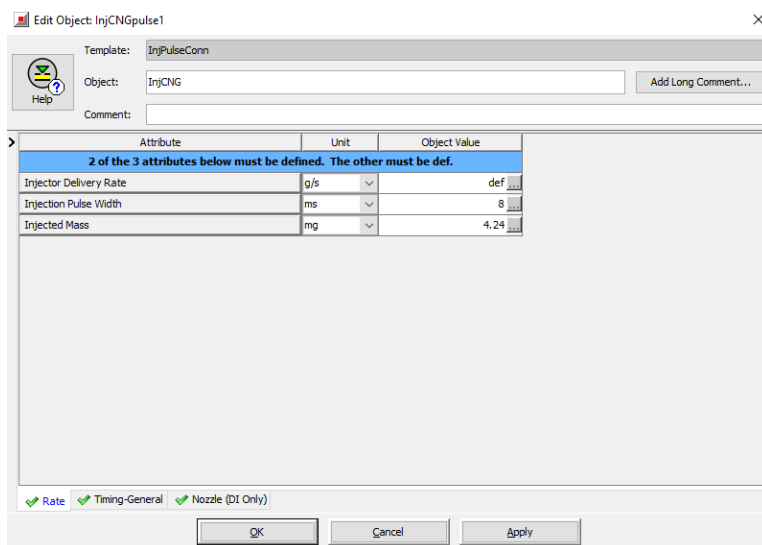 Edit Object: InjCNGpulse1
Template: InjPulseConn
Help
Object: InjCNG Add Long Comment...
Comment:
Attribute Unit Object Value
2 of the 3 attributes below must be defined. The other must be def.
Injector Delivery Rate g/s def ...
Injection Pulse Width ms 8 ...
Injected Mass mg 4.24 ...
Rate Timing-General Nozzle (DI Only)
OK Cancel Apply